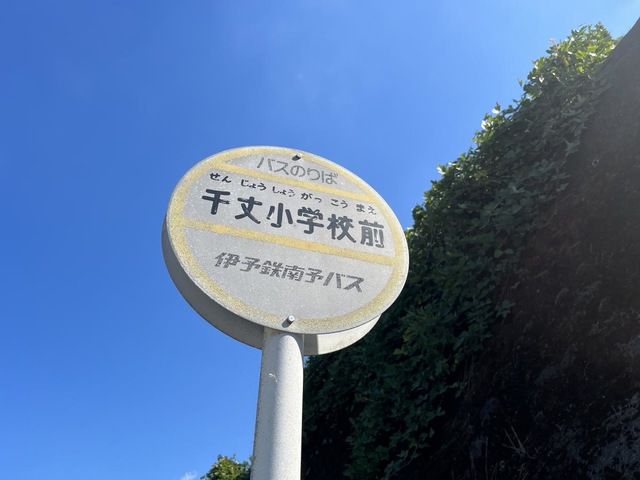 バスのりば
せんじょうしょうがっこうまえ
千丈小学校前
伊予鉄南予バス